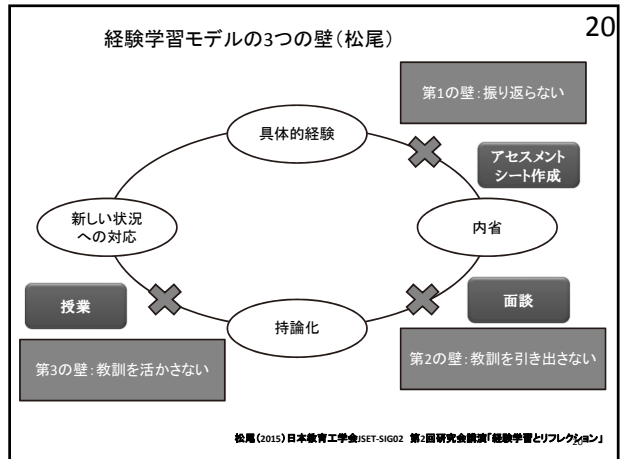 20
経験学習モデルの3つの壁(松尾)
第1の壁:振り返らない
具体的経験
アセスメント
シート作成
新しい状況
への対応
内省
授業
面談
持論化
第2の壁:教訓を引き出さない
第3の壁:教訓を活かさない
松尾(2015)日本教育工学会JSET-SIG02 第2回研究会講演「経験学習とリフレクション」
20